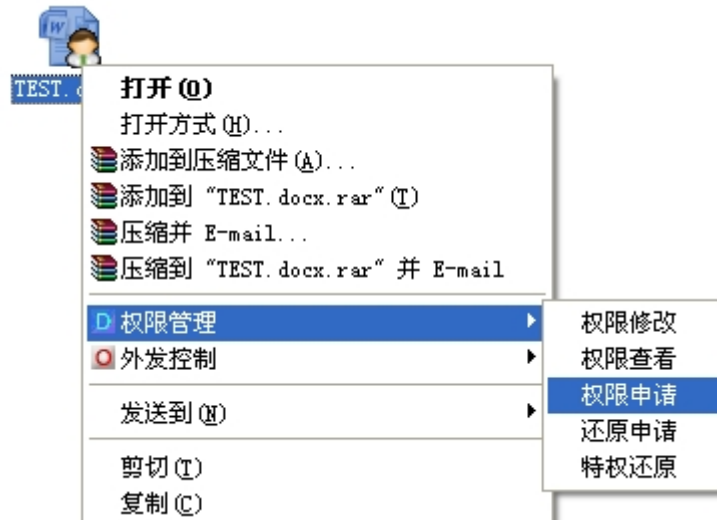 TEST.
打开(O)
打开方式(H)...
添加到压缩文件(A)...
添加到 "TEST.docx.rar"(T)
压缩并 E-mail...
压缩到 "TEST.docx.rar" 并 E-mail
权限管理
外发控制
发送到(N)
剪切(T)
复制(C)
权限修改
权限查看
权限申请
还原申请
特权还原